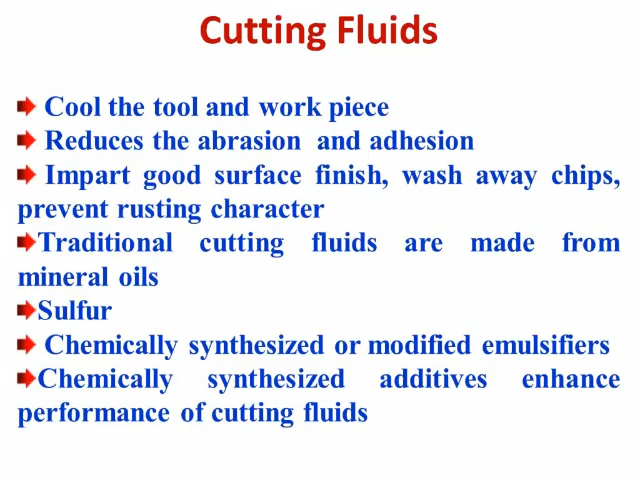 Cutting Fluids
Cool the tool and work piece
Reduces the abrasion and adhesion
Impart good surface finish, wash away chips,
prevent rusting character
Traditional cutting fluids are made from
mineral oils
Sulfur
Chemically synthesized or modified emulsifiers
Chemically synthesized additives enhance
performance of cutting fluids